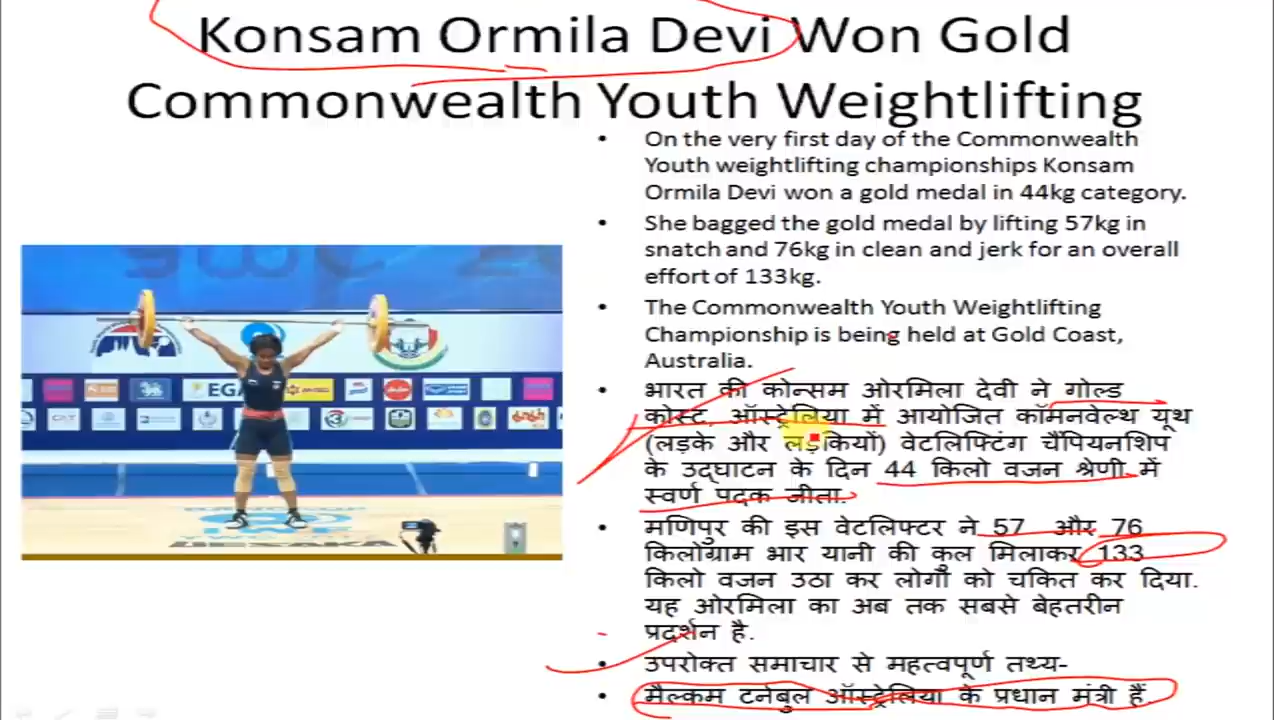 Konsam Ormila Devi Won Gold
Commonwealth Youth Weightlifting
• On the very first day of the Commonwealth
Youth weightlifting championships Konsam
Ormila Devi won a gold medal in 44kg category.
• She bagged the gold medal by lifting 57kg in
snatch and 76kg in clean and jerk for an overall
effort of 133kg.
• The Commonwealth Youth Weightlifting
Championship is being held at Gold Coast,
Australia.
• भारत की कोन्सम ओरमिला देवी ने गोल्ड
कोस्ट, ऑस्ट्रेलिया में आयोजित कॉमनवेल्थ यूथ
(लड़के और लड़कियों) वेटलिफ्टिंग चैंपियनशिप
के उद्घाटन के दिन 44 किलो वजन श्रेणी में
स्वर्ण पदक जीता.
• मणिपुर की इस वेटलिफ्टर ने 57 और 76
किलोग्राम भार यानी की कुल मिलाकर 133
किलो वजन उठा कर लोगों को चकित कर दिया.
यह ओरमिला का अब तक सबसे बेहतरीन
प्रदर्शन है.
• उपरोक्त समाचार से महत्वपूर्ण तथ्य-
• मैल्कम टर्नबुल ऑस्ट्रेलिया के प्रधान मंत्री हैं.